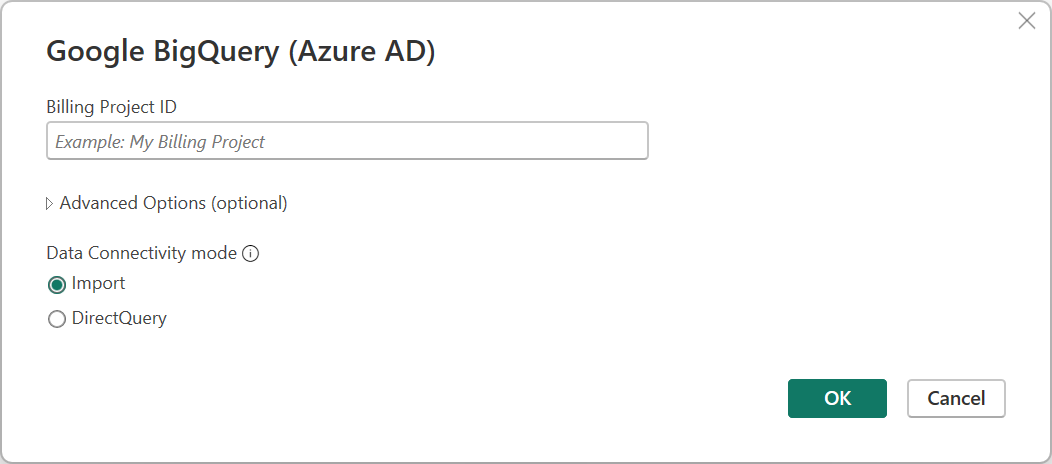 Google BigQuery (Azure AD)
Billing Project ID
Example: My Billing Project
Advanced Options (optional)
Data Connectivity mode
Import
DirectQuery
OK
Cancel